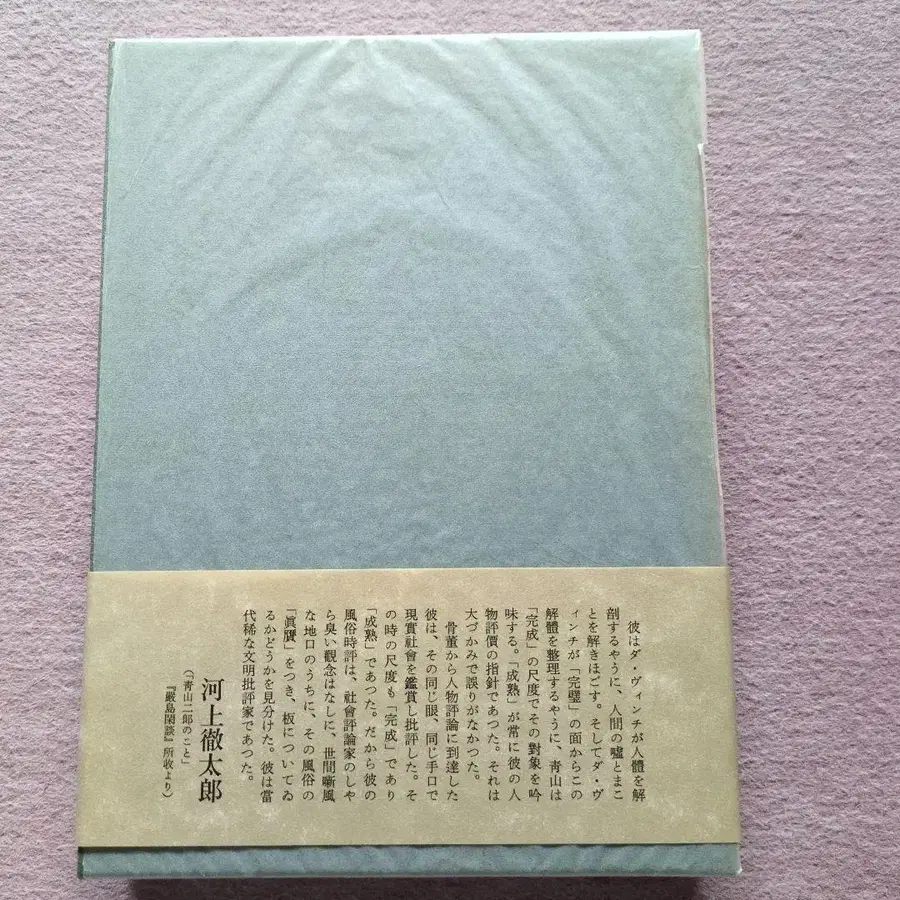 彼はダ・ヴィンチが人體を解
剖するやうに、人間の嘘とまこ
とを解きほごす。そしてダ・ヴ
ィンチが「完璧」の面からこの
解體を整理するやうに、靑山は
「完成」の尺度でその對象を吟
味する。「成熟」が常に彼の人
物評價の指針であつた。それは
大づかみで誤りがなかつた。
骨董から人物評論に到達した
彼は、その同じ眼、同じ手口で
現實社會を鑑賞し批評した。そ
の時の尺度も「完成」であり
「成熟」であつた。だから彼の
風俗時評は、社會評論家のしや
ら臭い觀念はなしに、世間噺風
な地口のうちに、その風俗の
「眞贋」をつき、板についてゐ
るかどうかを見分けた。彼は當
代稀な文明批評家であつた。
河上徹太郎
(「靑山二郎のこと」
『嚴島閑談』所收より)